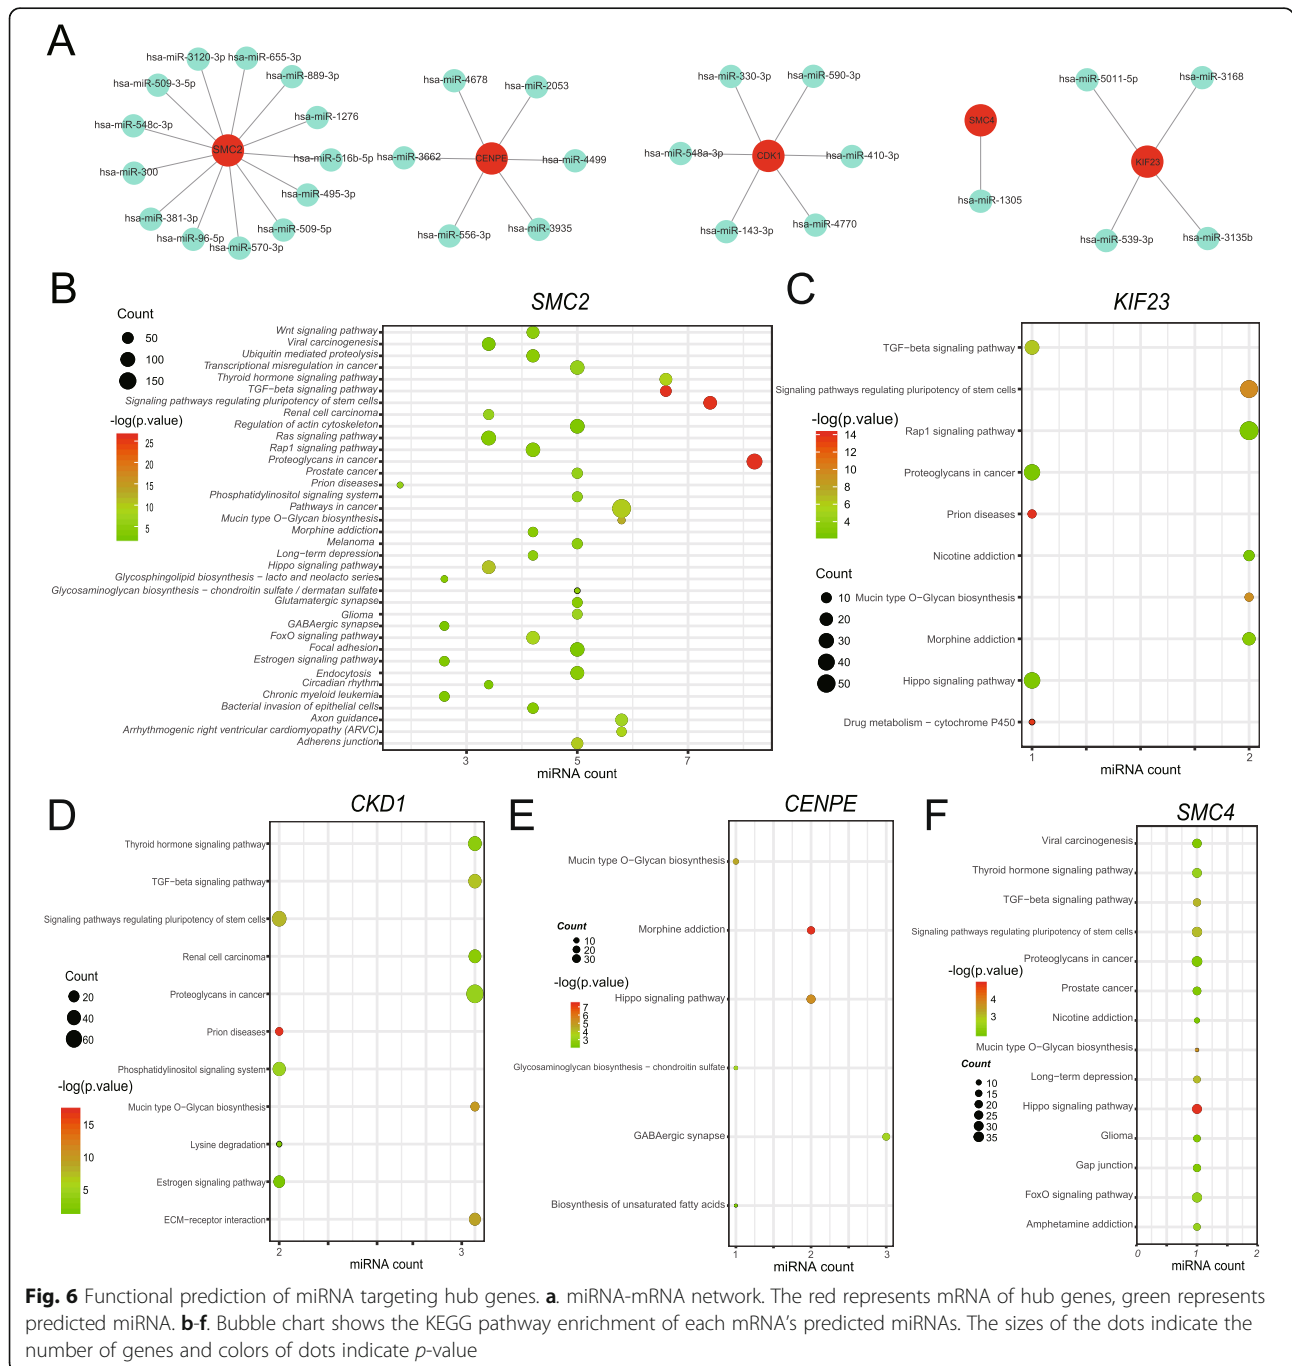 A
hsa-miR-3120-3p
hsa-miR-655-3p
hsa-miR-509-3-5p
hsa-miR-889-3p
hsa-miR-548c-3p
hsa-miR-1276
SMC2
hsa-miR-516b-5p
hsa-miR-300
hsa-miR-495-3p
hsa-miR-381-3p
hsa-miR-509-5p
hsa-miR-96-5p
hsa-miR-570-3p
hsa-miR-4678
hsa-miR-2053
hsa-miR-3662
CENPE
hsa-miR-4499
hsa-miR-556-3p
hsa-miR-3935
hsa-miR-330-3p
hsa-miR-590-3p
hsa-miR-548a-3p
CDK1
hsa-miR-410-3p
hsa-miR-143-3p
hsa-miR-4770
SMC4
hsa-miR-1305
hsa-miR-5011-5p
hsa-miR-3168
KIF23
hsa-miR-539-3p
hsa-miR-3135b
B
SMC2
Count
50
100
150
-log(p.value)
25
20
15
10
5
Wnt signaling pathway
Viral carcinogenesis
Ubiquitin mediated proteolysis
Transcriptional misregulation in cancer
Thyroid hormone signaling pathway
TGF−beta signaling pathway
Signaling pathways regulating pluripotency of stem cells
Renal cell carcinoma
Regulation of actin cytoskeleton
Ras signaling pathway
Rap1 signaling pathway
Proteoglycans in cancer
Prostate cancer
Prion diseases
Phosphatidylinositol signaling system
Pathways in cancer
Mucin type O−Glycan biosynthesis
Morphine addiction
Melanoma
Long−term depression
Hippo signaling pathway
Glycosphingolipid biosynthesis − lacto and neolacto series
Glycosaminoglycan biosynthesis − chondroitin sulfate / dermatan sulfate
Glutamatergic synapse
Glioma
GABAergic synapse
FoxO signaling pathway
Focal adhesion
Estrogen signaling pathway
Endocytosis
Circadian rhythm
Chronic myeloid leukemia
Bacterial invasion of epithelial cells
Axon guidance
Arrhythmogenic right ventricular cardiomyopathy (ARVC)
Adherens junction
3 5 7
miRNA count
C
KIF23
TGF−beta signaling pathway
Signaling pathways regulating pluripotency of stem cells
Rap1 signaling pathway
Proteoglycans in cancer
Prion diseases
Nicotine addiction
Mucin type O−Glycan biosynthesis
Morphine addiction
Hippo signaling pathway
Drug metabolism − cytochrome P450
-log(p.value)
14
12
10
8
6
4
Count
10
20
30
40
50
1 2
miRNA count
D
CKD1
Thyroid hormone signaling pathway
TGF−beta signaling pathway
Signaling pathways regulating pluripotency of stem cells
Renal cell carcinoma
Proteoglycans in cancer
Prion diseases
Phosphatidylinositol signaling system
Mucin type O−Glycan biosynthesis
Lysine degradation
Estrogen signaling pathway
ECM−receptor interaction
Count
20
40
60
-log(p.value)
15
10
5
2 3
miRNA count
E
CENPE
Mucin type O−Glycan biosynthesis
Morphine addiction
Hippo signaling pathway
Glycosaminoglycan biosynthesis − chondroitin sulfate
GABAergic synapse
Biosynthesis of unsaturated fatty acids
Count
10
20
30
-log(p.value)
7
6
5
4
3
1 2 3
miRNA count
F
SMC4
Viral carcinogenesis
Thyroid hormone signaling pathway
TGF−beta signaling pathway
Signaling pathways regulating pluripotency of stem cells
Proteoglycans in cancer
Prostate cancer
Nicotine addiction
Mucin type O−Glycan biosynthesis
Long−term depression
Hippo signaling pathway
Glioma
Gap junction
FoxO signaling pathway
Amphetamine addiction
-log(p.value)
4
3
Count
10
15
20
25
30
35
0 1 2
miRNA count
Fig. 6 Functional prediction of miRNA targeting hub genes. a. miRNA-mRNA network. The red represents mRNA of hub genes, green represents
predicted miRNA. b-f. Bubble chart shows the KEGG pathway enrichment of each mRNA's predicted miRNAs. The sizes of the dots indicate the
number of genes and colors of dots indicate p-value